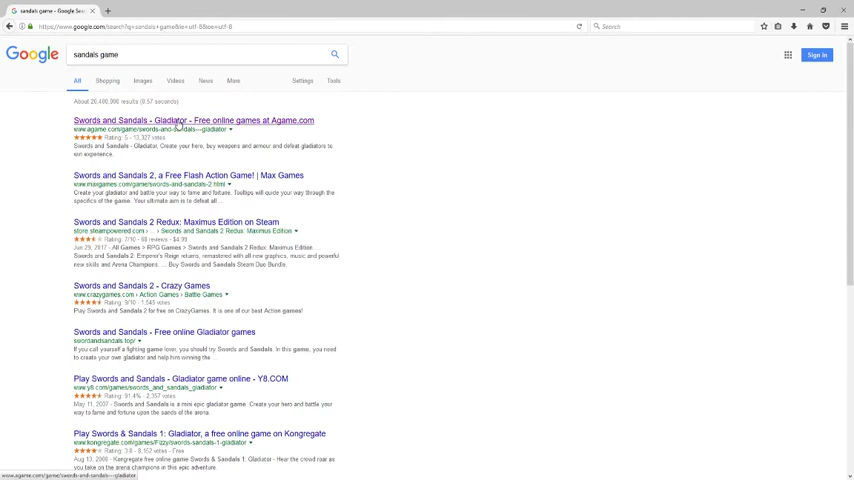 sandals game
https://www.google.com/search?q=sandals+game&ie=utf-8&oe=utf-8
Search
Google
sandals game
Sign in
All
Shopping
Images
Videos
News
More
Settings
Tools
About 20,400,000 results (0.57 seconds)
Swords and Sandals - Gladiator - Free online games at Agame.com
www.agame.com/game/swords-and-sandals---gladiator
Rating: 5 - 13,327 votes
Swords and Sandals - Gladiator, Create your hero, buy weapons and armour and defeat gladiators to
win experience.
Swords and Sandals 2, a Free Flash Action Game! | Max Games
www.maxgames.com/game/swords-and-sandals-2.html
Create your gladiator and battle your way to fame and fortune. Tooltips will guide your way through the
specifics of the game. Your ultimate aim is to defeat all ...
Swords and Sandals 2 Redux: Maximus Edition on Steam
store.steampowered.com › ... › Swords and Sandals 2 Redux: Maximus Edition
Rating: 7/10 - 88 reviews - $4.99
Jun 29, 2017 - All Games > RPG Games > Swords and Sandals 2 Redux: Maximus Edition ...
Swords and Sandals 2: Emperor's Reign returns, remastered with all new graphics, music and powerful
new skills and Arena Champions. ... Buy Swords and Sandals Steam Duo Bundle.
Swords and Sandals 2 - Crazy Games
www.crazygames.com › Action Games › Battle Games
Rating: 9/10 - 1,545 votes
Play Swords and Sandals 2 for free on CrazyGames. It is one of our best Action games!
Swords and Sandals - Free online Gladiator games
swordandsandals.top/
If you call yourself a fighting game lover, you should try Swords and Sandals. In this game, you need
to create your own gladiator and help him winning the ...
Play Swords and Sandals - Gladiator game online - Y8.COM
www.y8.com/games/swords_and_sandals_gladiator
Rating: 91.4% - 2,357 votes
May 11, 2007 - Swords and Sandals is a mini epic gladiator game. Create your hero and battle your
way to fame and fortune upon the sands of the arena.
Play Swords & Sandals 1: Gladiator, a free online game on Kongregate
www.kongregate.com/games/Fizzy/swords-sandals-1-gladiator
Rating: 3.8 - 8,152 votes - Free
Aug 13, 2008 - Kongregate free online game Swords & Sandals 1: Gladiator - Hear the crowd roar as
you take on the arena champions in this epic adventure.
www.agame.com/game/swords-and-sandals---gladiator